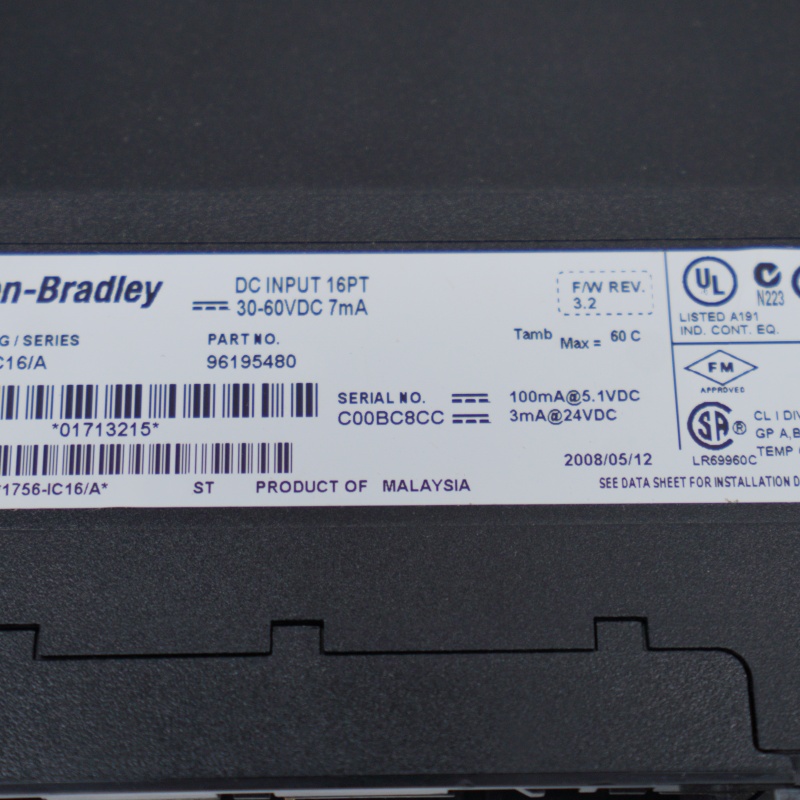 n-Bradley
DC INPUT 16PT
30-60VDC 7mA
F/W REV.
3.2
UL
N223
LISTED A191
IND. CONT. EQ.
G / SERIES
PART NO.
C16/A
96195480
Tamb Max = 60 C
FM
APPROVED
SERIAL NO.
100mA@5.1VDC
C00BC8CC
3mA@24VDC
*01713215*
SA ®
CL I DIV
GP A,B
TEMP
LR69960C
2008/05/12
*1756-IC16/A*
ST
PRODUCT OF MALAYSIA
SEE DATA SHEET FOR INSTALLATION D